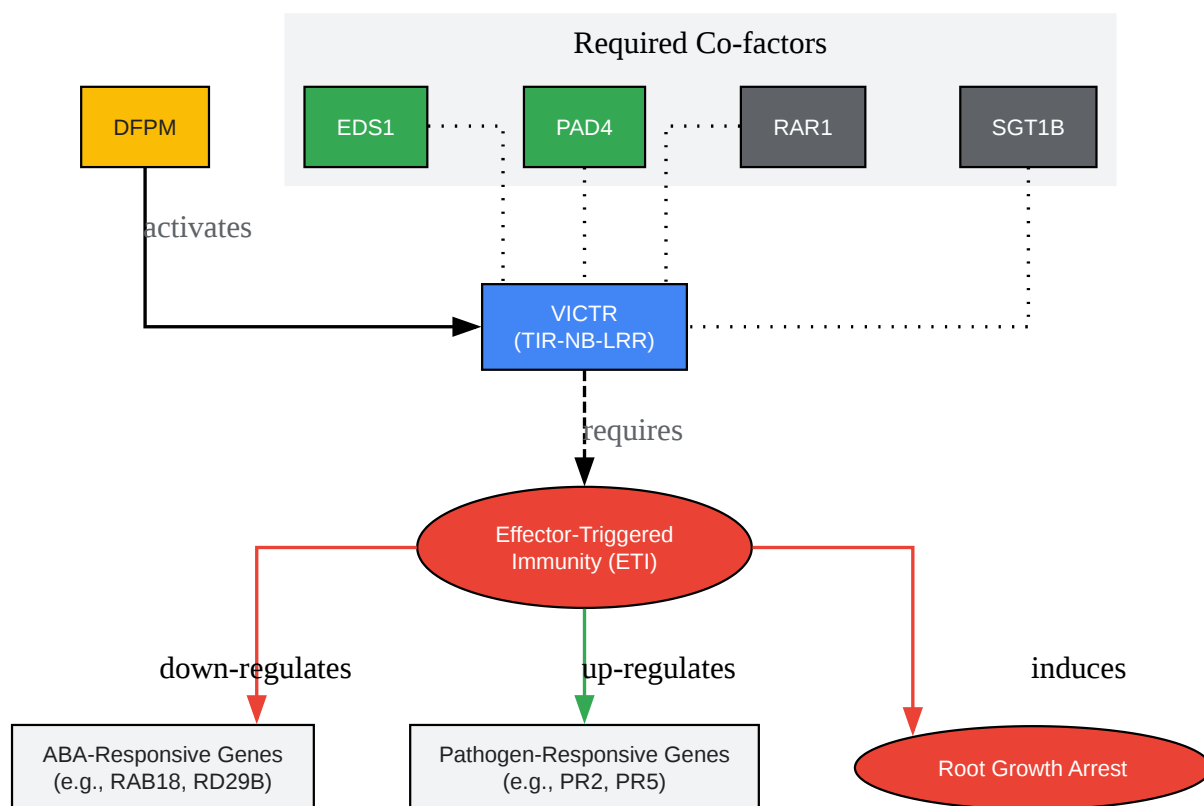 Required Co-factors
DFPM
EDS1
PAD4
RAR1
SGT1B
activates
VICTR
(TIR-NB-LRR)
requires
Effector-Triggered
Immunity (ETI)
down-regulates
up-regulates
induces
ABA-Responsive Genes
(e.g., RAB18, RD29B)
Pathogen-Responsive Genes
(e.g., PR2, PR5)
Root Growth Arrest